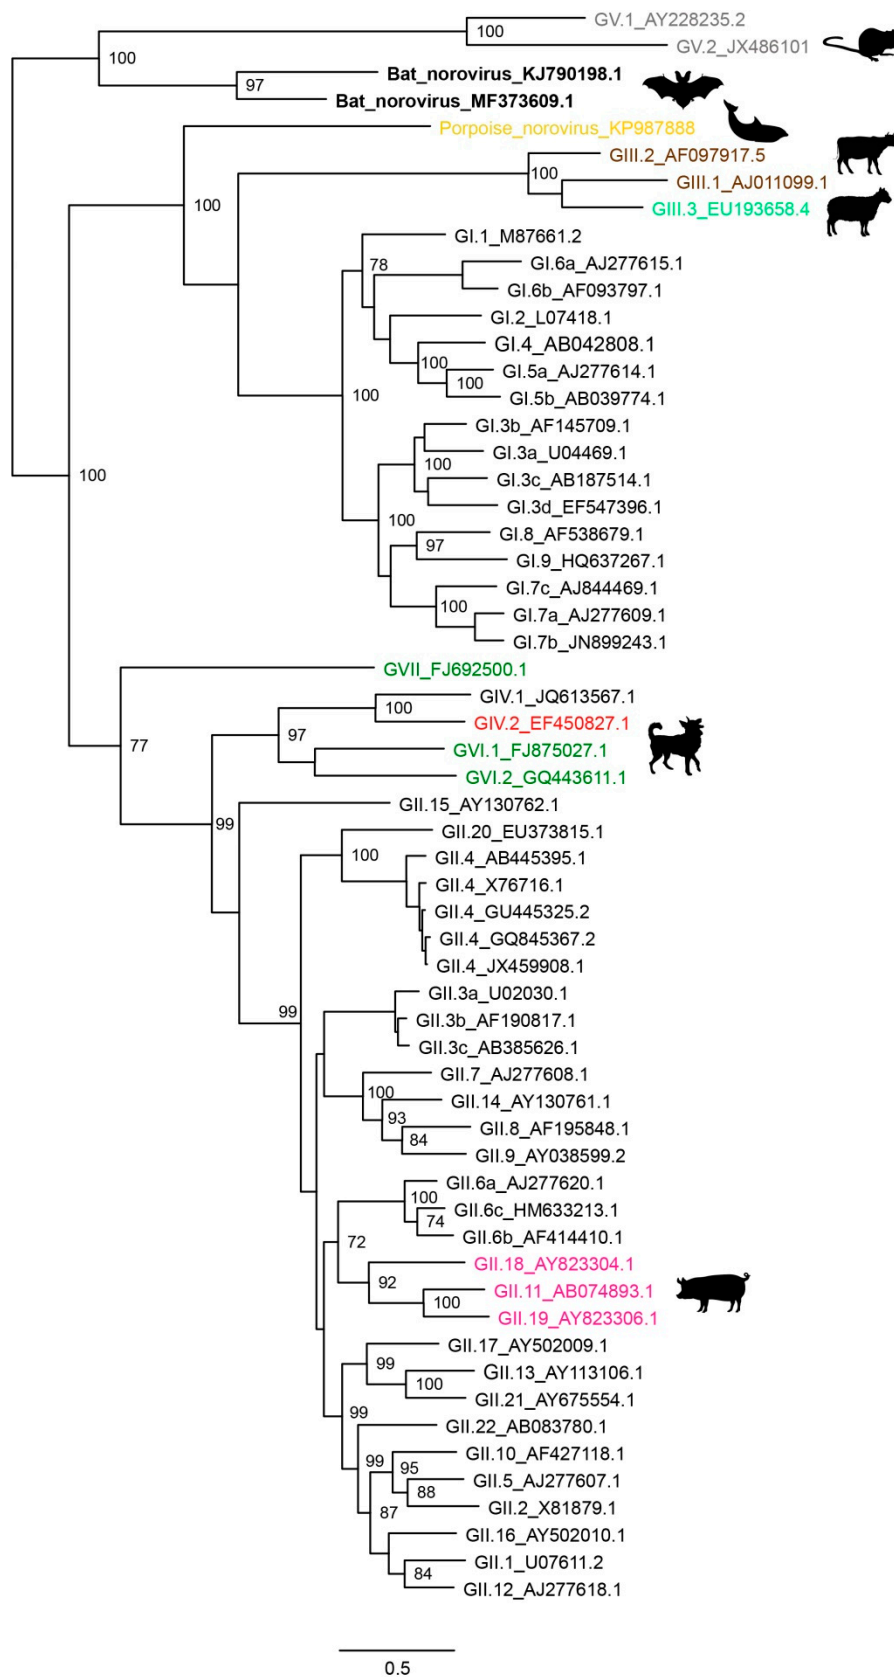 GV.1_AY228235.2
100
GV.2_JX486101
100
Bat_norovirus_KJ790198.1
97
Bat_norovirus_MF373609.1
Porpoise_norovirus_KP987888
GIII.2_AF097917.5
100
GIII.1_AJ011099.1
100
GIII.3_EU193658.4
GI.1_M87661.2
78
GI.6a_AJ277615.1
GI.6b_AF093797.1
GI.2_L07418.1
GI.4_AB042808.1
100
GI.5a_AJ277614.1
100
100
GI.5b_AB039774.1
GI.3b_AF145709.1
GI.3a_U04469.1
100
100
GI.3c_AB187514.1
GI.3d_EF547396.1
100
GI.8_AF538679.1
97
GI.9_HQ637267.1
GI.7c_AJ844469.1
100
GI.7a_AJ277609.1
GI.7b_JN899243.1
GVII_FJ692500.1
GIV.1_JQ613567.1
100
GIV.2_EF450827.1
97
77
GVI.1_FJ875027.1
GVI.2_GQ443611.1
GII.15_AY130762.1
99
GII.20_EU373815.1
100
GII.4_AB445395.1
GII.4_X76716.1
GII.4_GU445325.2
GII.4_GQ845367.2
GII.4_JX459908.1
GII.3a_U02030.1
99
GII.3b_AF190817.1
GII.3c_AB385626.1
GII.7_AJ277608.1
100
GII.14_AY130761.1
93
GII.8_AF195848.1
84
GII.9_AY038599.2
GII.6a_AJ277620.1
100
GII.6c_HM633213.1
74
GII.6b_AF414410.1
72
GII.18_AY823304.1
92
GII.11_AB074893.1
100
GII.19_AY823306.1
GII.17_AY502009.1
99
GII.13_AY113106.1
100
GII.21_AY675554.1
99
GII.22_AB083780.1
GII.10_AF427118.1
99
95
GII.5_AJ277607.1
88
GII.2_X81879.1
87
GII.16_AY502010.1
GII.1_U07611.2
84
GII.12_AJ277618.1
0.5